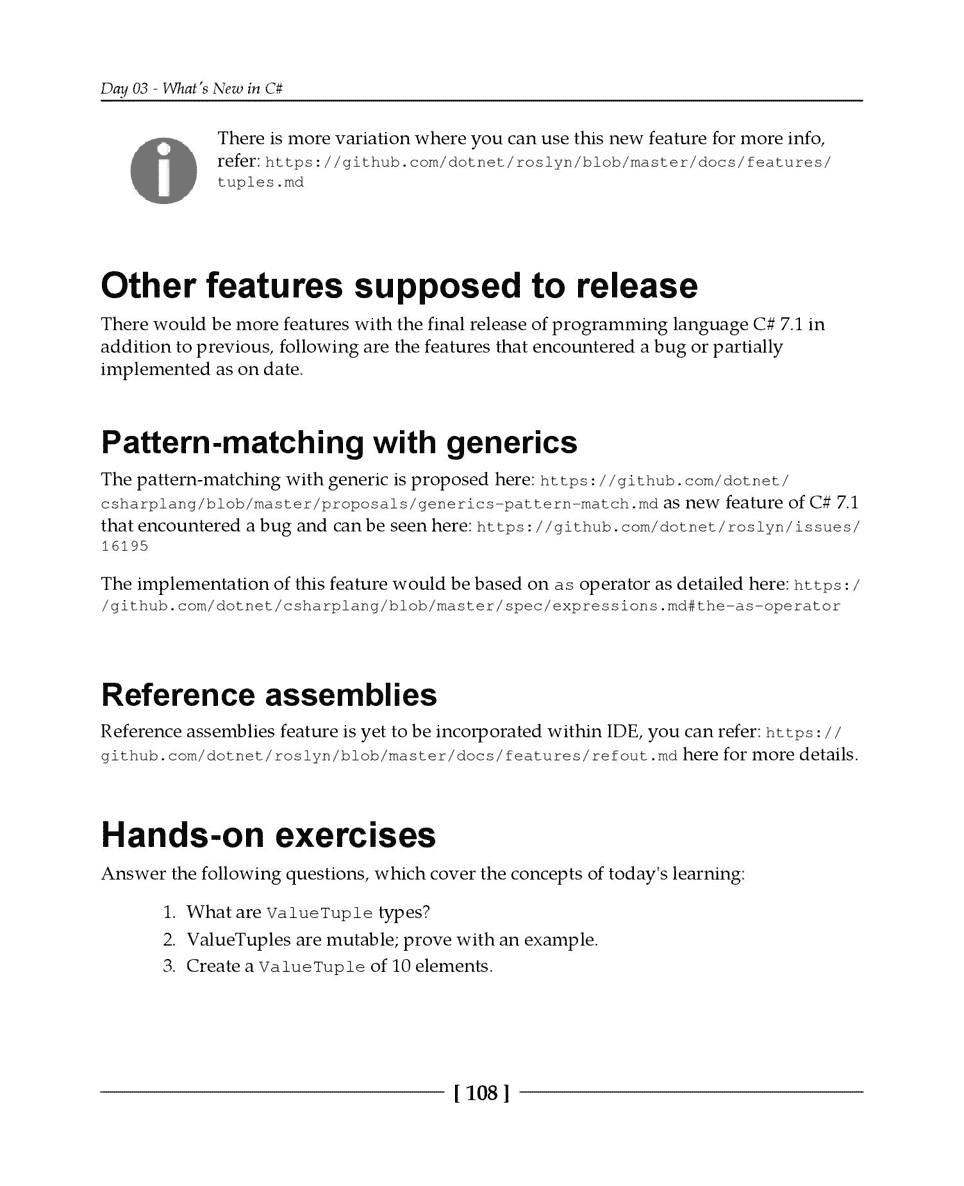 Day 03 - What's New in C#
There is more variation where you can use this new feature for more info,
refer: https://github.com/dotnet/roslyn/blob/master/docs/features/
tuples.md
Other features supposed to release
There would be more features with the final release of programming language C# 7.1 in
addition to previous, following are the features that encountered a bug or partially
implemented as on date.
Pattern-matching with generics
The pattern-matching with generic is proposed here: https://github.com/dotnet/
csharplang/blob/master/proposals/generics-pattern-match.md as new feature of C# 7.1
that encountered a bug and can be seen here: https://github.com/dotnet/roslyn/issues/
16195
The implementation of this feature would be based on as operator as detailed here: https:/
/github.com/dotnet/csharplang/blob/master/spec/expressions.md#the-as-operator
Reference assemblies
Reference assemblies feature is yet to be incorporated within IDE, you can refer: https://
github.com/dotnet/roslyn/blob/master/docs/features/refout.md here for more details.
Hands-on exercises
Answer the following questions, which cover the concepts of today's learning:
1. What are ValueTuple types?
2. ValueTuples are mutable; prove with an example.
3. Create a ValueTuple of 10 elements.
[ 108 ]